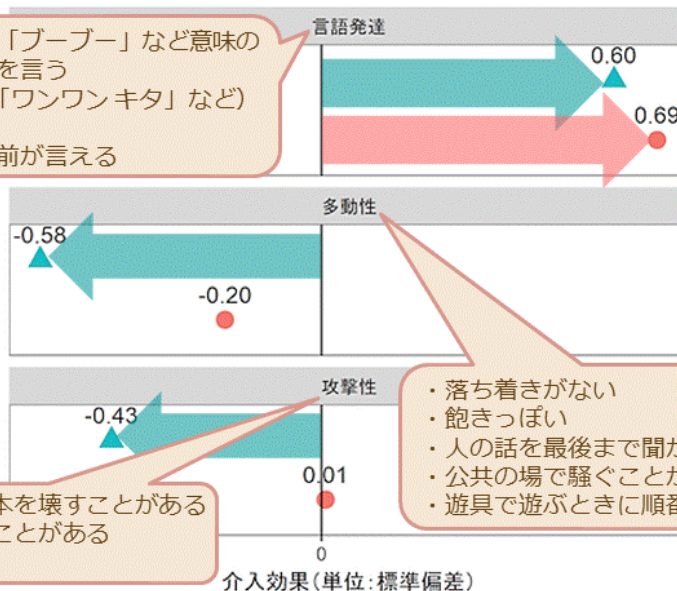 言語発達
「ブーブー」など意味の
を言う
「ワンワン キタ」など）
前が言える
0.60
0.69
多動性
-0.58
-0.20
攻撃性
-0.43
0.01
・落ち着きがない
・飽きっぽい
・人の話を最後まで聞か
・公共の場で騒ぐことが
・遊具で遊ぶときに順番
本を壊すことがある
ことがある
0
介入効果（単位：標準偏差）